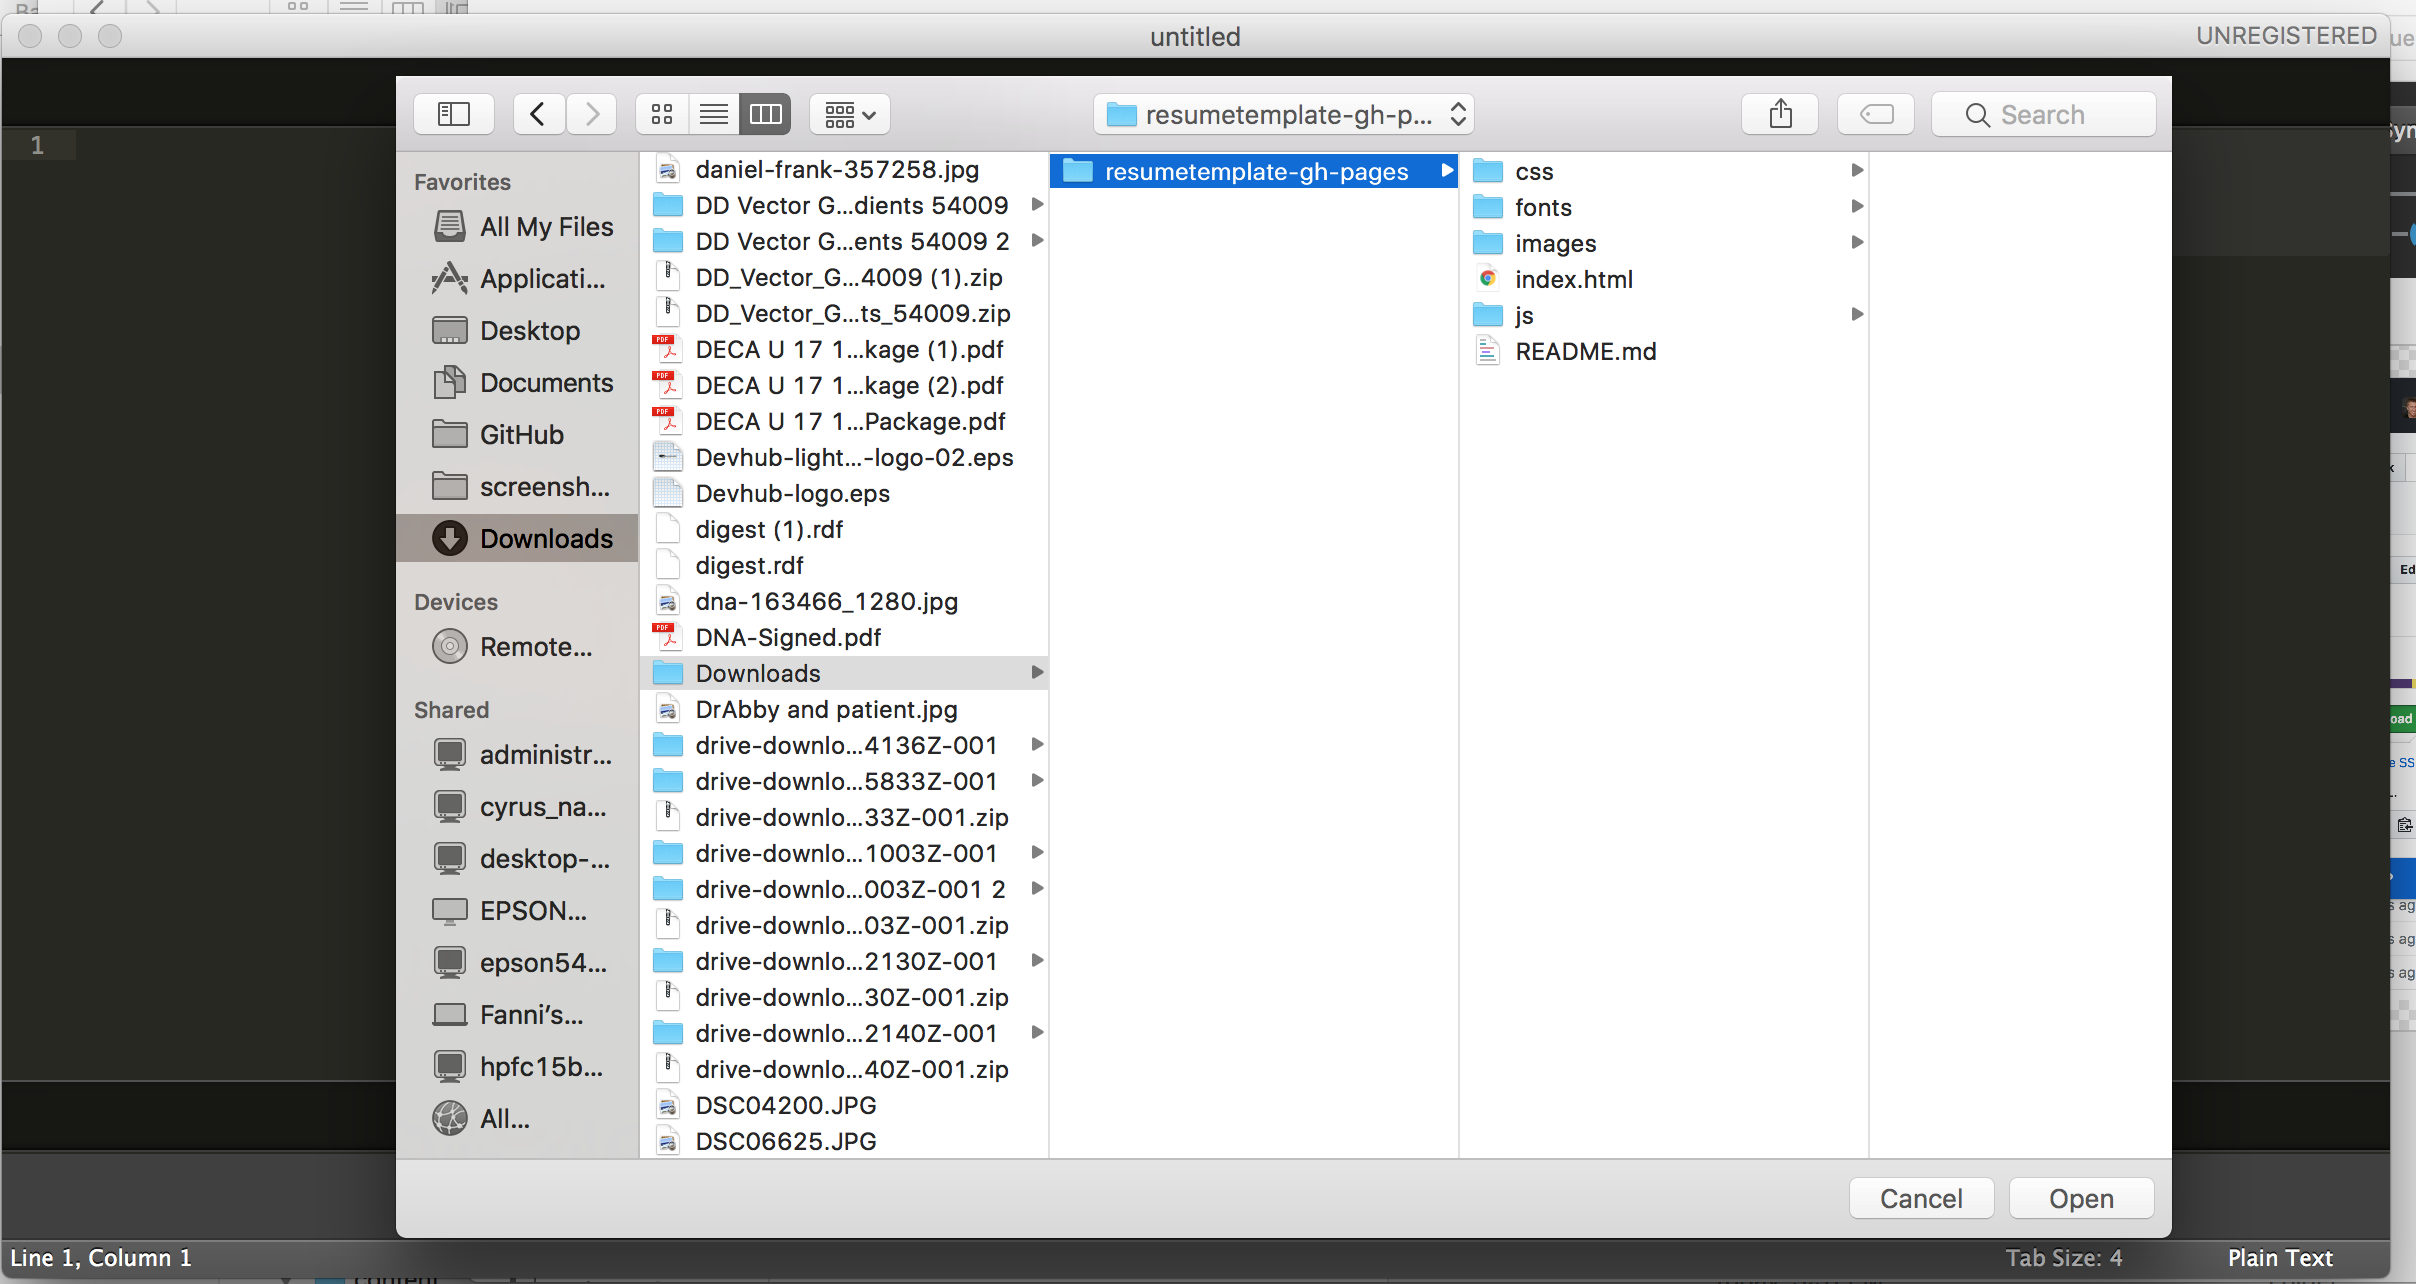 untitled
UNREGISTERED
resumetemplate-gh-p...
Search
1
Favorites
All My Files
Applicati...
Desktop
Documents
GitHub
screensh...
Downloads
Devices
Remote...
Shared
administr...
cyrus_na...
desktop-...
EPSON...
epson54...
Fanni’s...
hpfc15b...
All...
daniel-frank-357258.jpg
DD Vector G...dients 54009
DD Vector G...ents 54009 2
DD_Vector_G...4009 (1).zip
DD_Vector_G...ts_54009.zip
DECA U 17 1...kage (1).pdf
DECA U 17 1...kage (2).pdf
DECA U 17 1...Package.pdf
Devhub-light...-logo-02.eps
Devhub-logo.eps
digest (1).rdf
digest.rdf
dna-163466_1280.jpg
DNA-Signed.pdf
Downloads
DrAbby and patient.jpg
drive-downlo...4136Z-001
drive-downlo...5833Z-001
drive-downlo...33Z-001.zip
drive-downlo...1003Z-001
drive-downlo...003Z-001 2
drive-downlo...03Z-001.zip
drive-downlo...2130Z-001
drive-downlo...30Z-001.zip
drive-downlo...2140Z-001
drive-downlo...40Z-001.zip
DSC04200.JPG
DSC06625.JPG
resumetemplate-gh-pages
css
fonts
images
index.html
js
README.md
Cancel
Open
Line 1, Column 1
Tab Size: 4
Plain Text